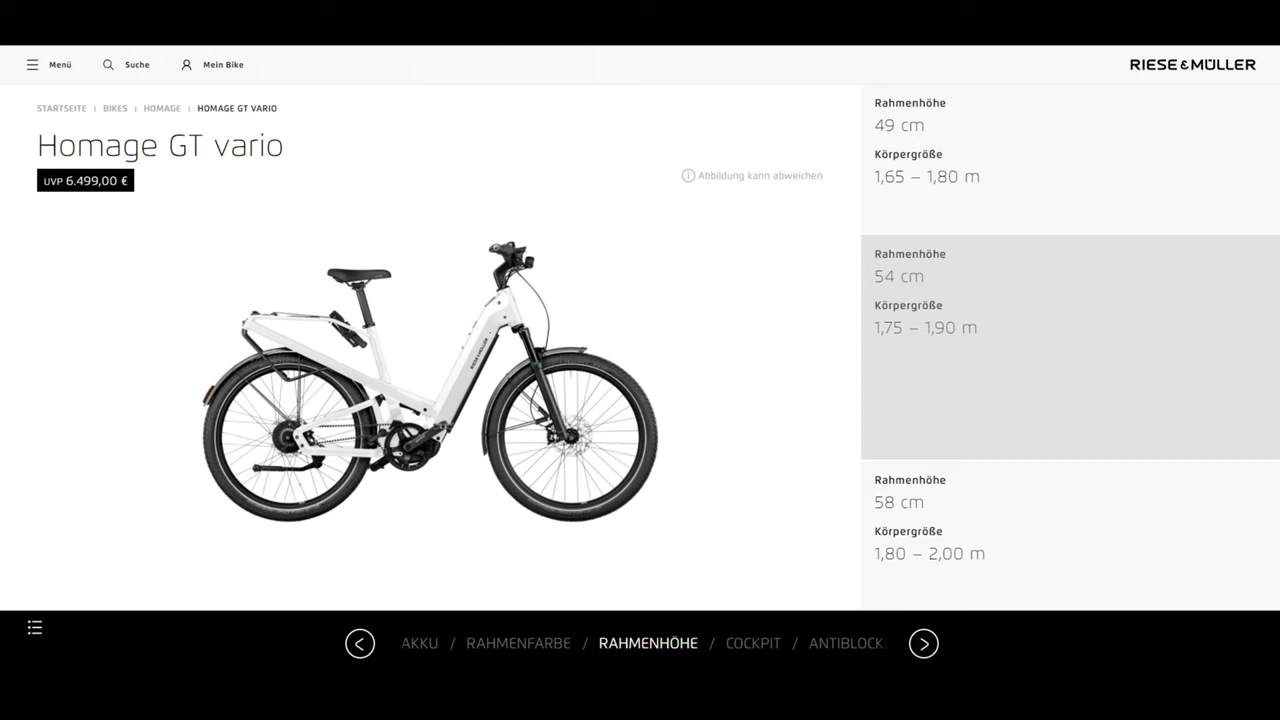 Menü
Suche
Mein Bike
RIESE & MÜLLER
STARTSEITE | BIKES | HOMAGE | HOMAGE GT VARIO
Homage GT vario
UVP 6.499,00 €
Abbildung kann abweichen
RIESE & MÜLLER
Rahmenhöhe
49 cm
Körpergröße
1,65 – 1,80 m
Rahmenhöhe
54 cm
Körpergröße
1,75 – 1,90 m
Rahmenhöhe
58 cm
Körpergröße
1,80 – 2,00 m
AKKU / RAHMENFARBE / RAHMENHÖHE / COCKPIT / ANTIBLOCK